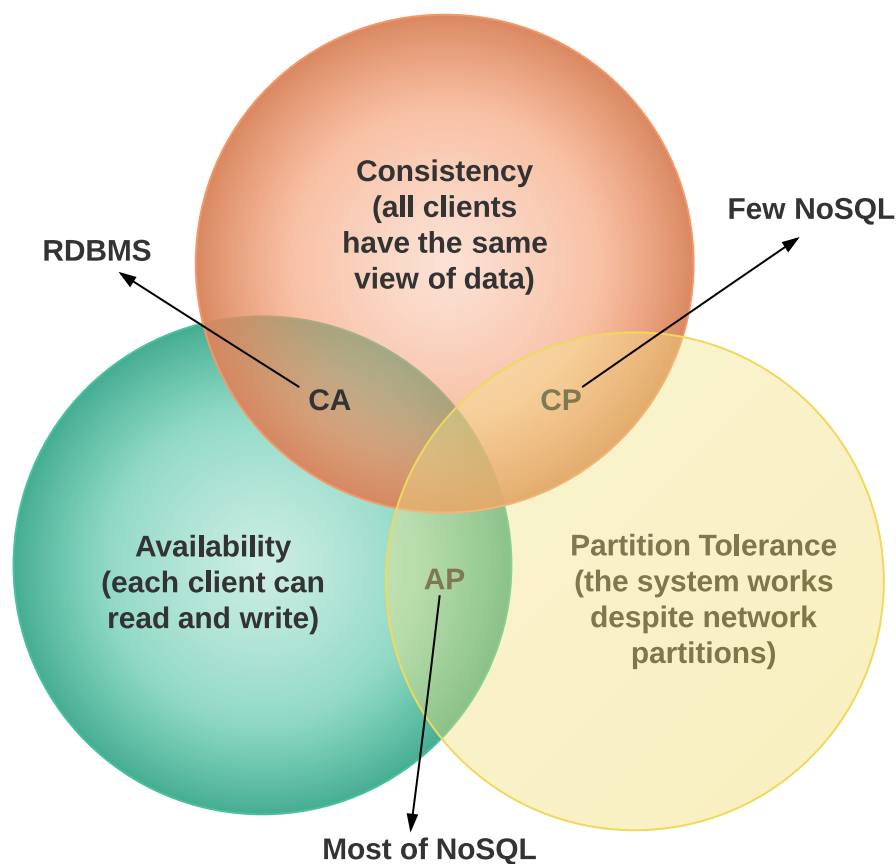 Consistency
(all clients
have the same
view of data)
Few NoSQL
RDBMS
CA
CP
Availability
(each client can
read and write)
AP
Partition Tolerance
(the system works
despite network
partitions)
Most of NoSQL